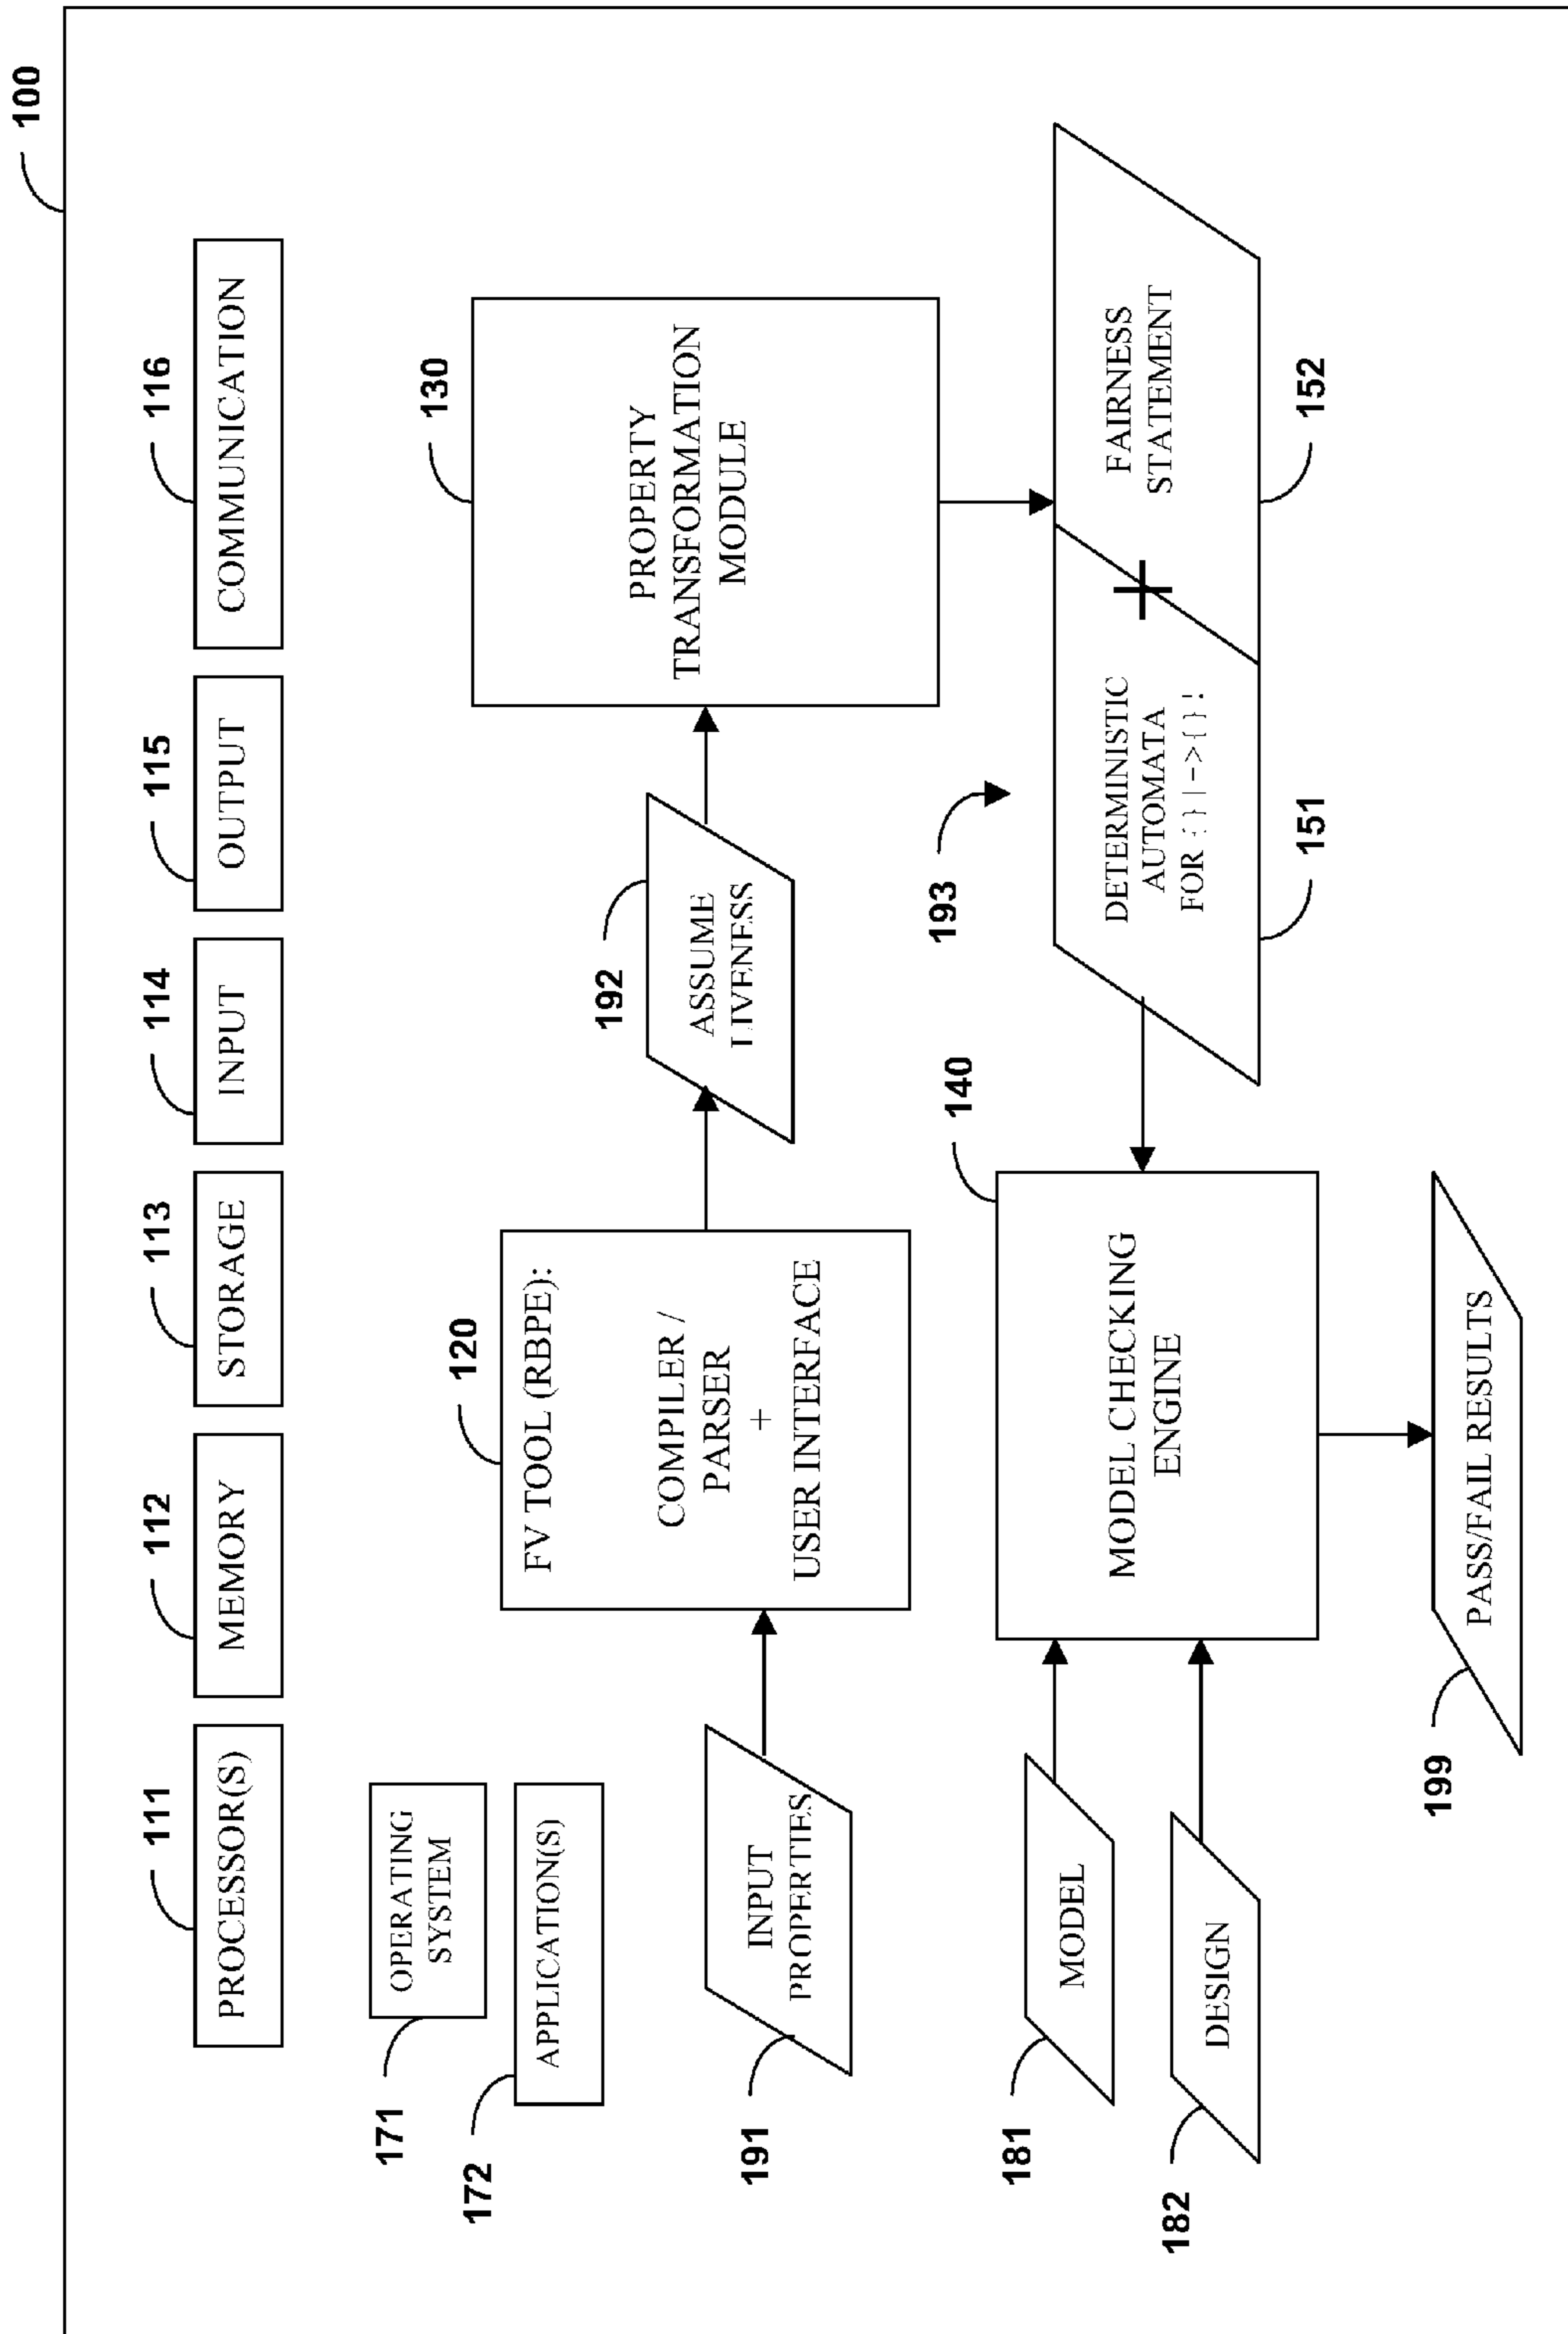 100
111
112
113
114
115
116
PROCESSOR(S)
MEMORY
STORAGE
INPUT
OUTPUT
COMMUNICATION
171
OPERATING
SYSTEM
172
APPLICATION(S)
120
FV TOOL (RBPE):
COMPILER /
PARSER
+
USER INTERFACE
130
PROPERTY
TRANSFORMATION
MODULE
191
INPUT
PROPERTIES
192
ASSUME
LIVENESS
193
181
MODEL
182
DESIGN
140
MODEL CHECKING
ENGINE
DETERMINISTIC
AUTOMATA
FOR {}|->{}!
151
+
FAIRNESS
STATEMENT
152
199
PASS/FAIL RESULTS